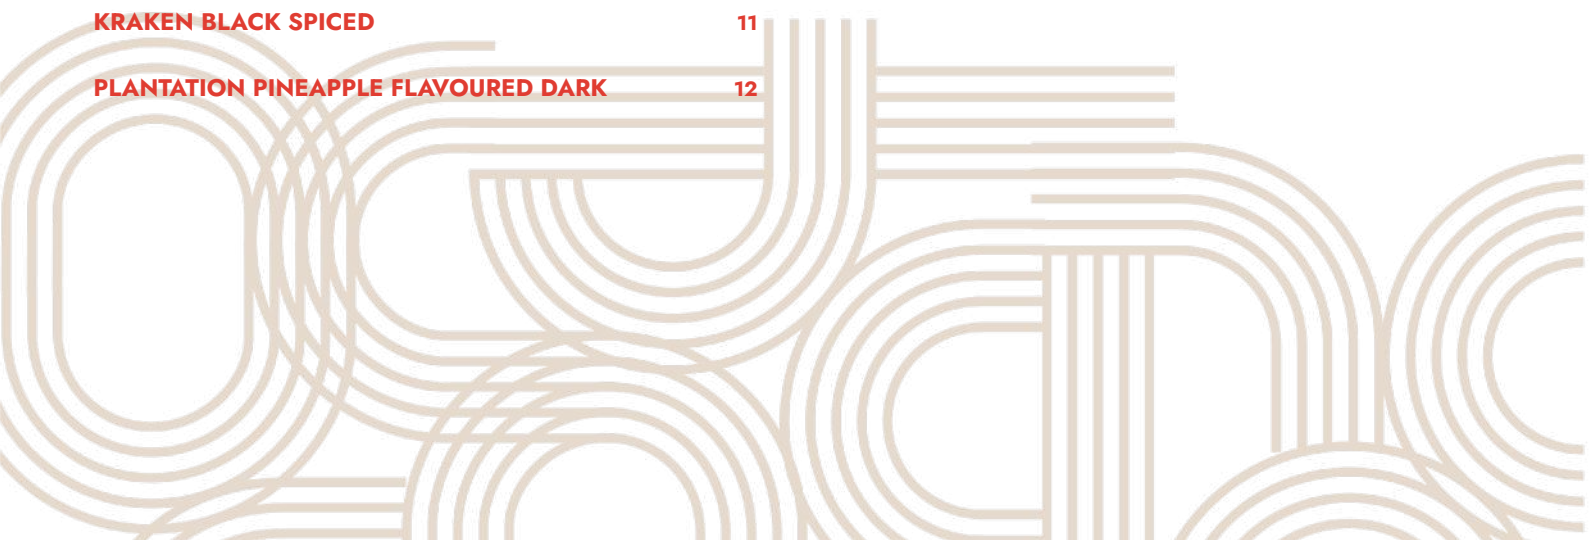 KRAKEN BLACK SPICED 11
PLANTATION PINEAPPLE FLAVOURED DARK 12